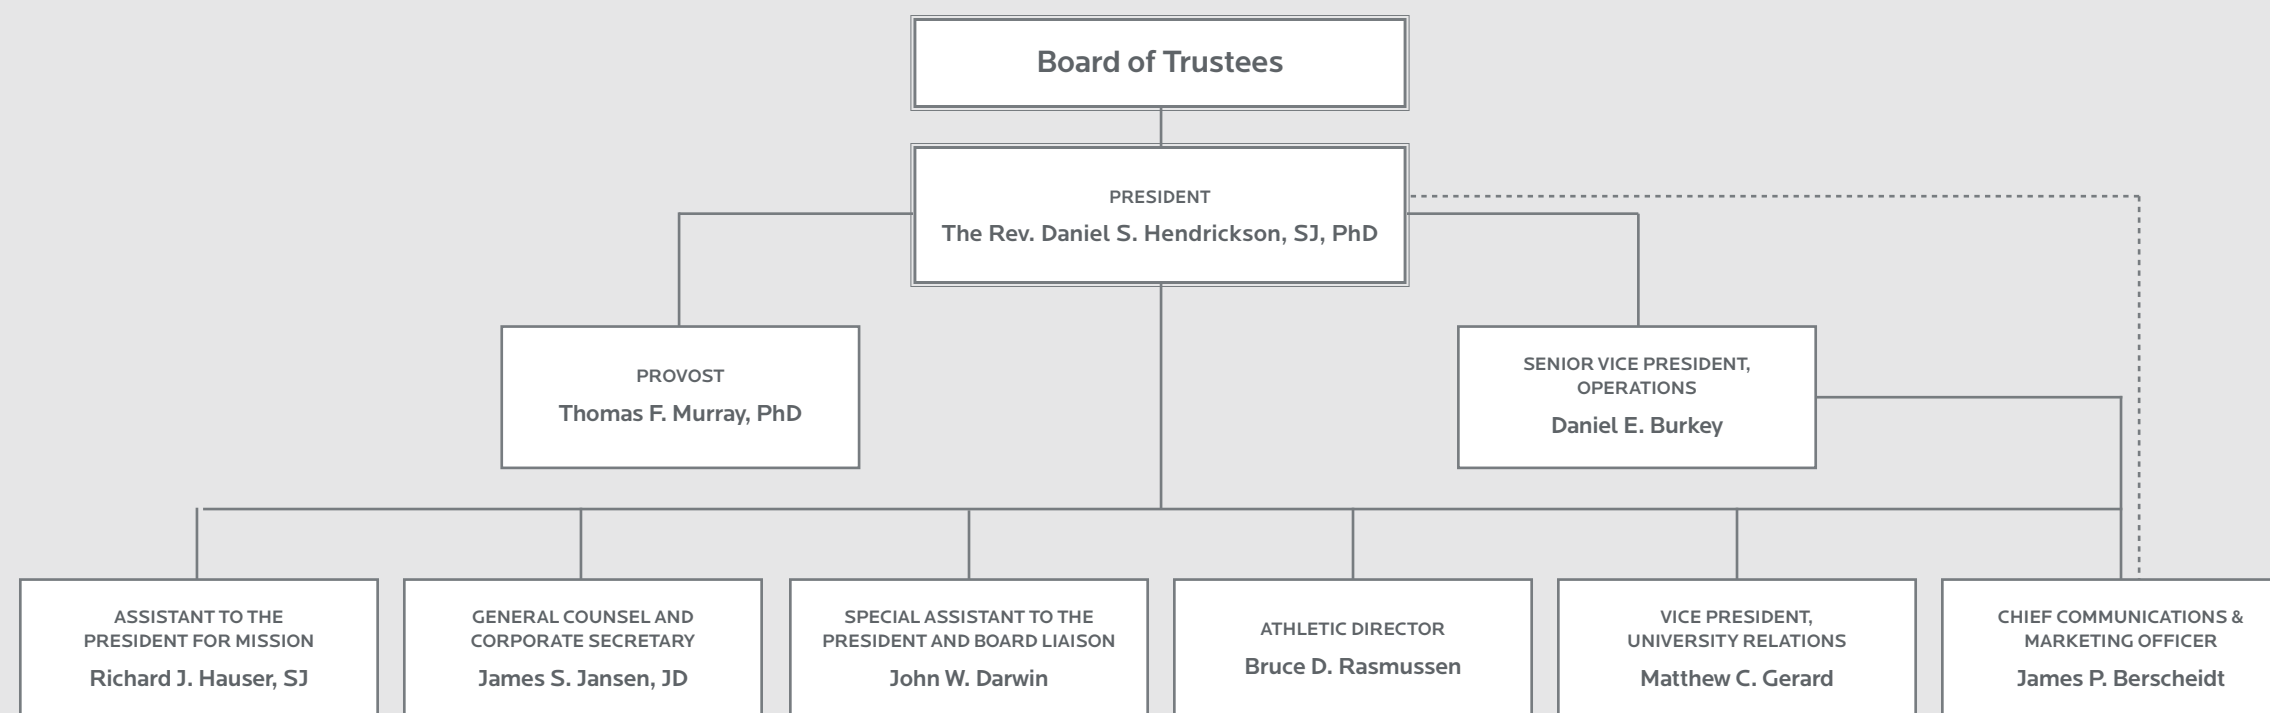 Board of Trustees
PRESIDENT
The Rev. Daniel S. Hendrickson, SJ, PhD
PROVOST
Thomas F. Murray, PhD
SENIOR VICE PRESIDENT,
OPERATIONS
Daniel E. Burkey
ASSISTANT TO THE
PRESIDENT FOR MISSION
Richard J. Hauser, SJ
GENERAL COUNSEL AND
CORPORATE SECRETARY
James S. Jansen, JD
SPECIAL ASSISTANT TO THE
PRESIDENT AND BOARD LIAISON
John W. Darwin
ATHLETIC DIRECTOR
Bruce D. Rasmussen
VICE PRESIDENT,
UNIVERSITY RELATIONS
Matthew C. Gerard
CHIEF COMMUNICATIONS &
MARKETING OFFICER
James P. Berscheidt